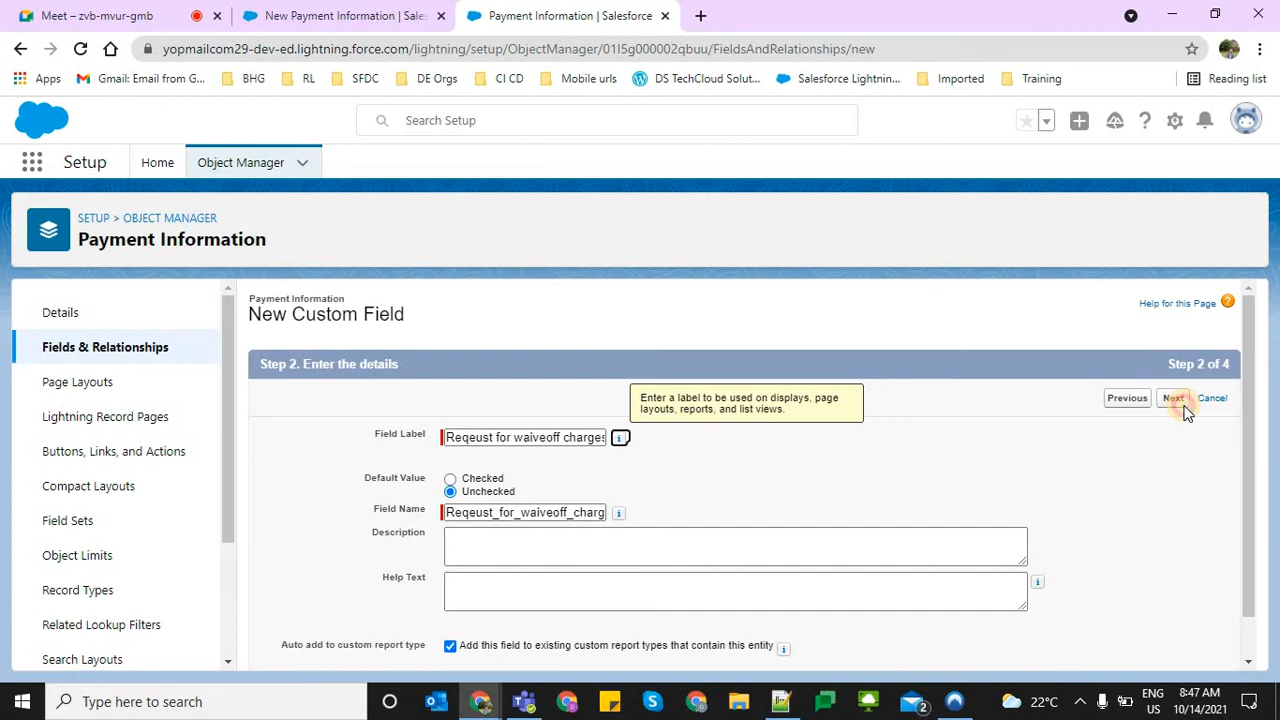 Meet – zvb-mvur-gmb
New Payment Information | Sales
Payment Information | Salesforce
yopmailcom29-dev-ed.lightning.force.com/lightning/setup/ObjectManager/01I5g000002qbuu/FieldsAndRelationships/new
Apps
Gmail: Email from G...
BHG
RL
SFDC
DE Orgs
CI CD
Mobile urls
DS TechCloud Solut...
Salesforce Lightnin...
Imported
Training
Reading list
Search Setup
Setup
Home
Object Manager
SETUP > OBJECT MANAGER
Payment Information
Details
Fields & Relationships
Page Layouts
Lightning Record Pages
Buttons, Links, and Actions
Compact Layouts
Field Sets
Object Limits
Record Types
Related Lookup Filters
Search Layouts
Payment Information
New Custom Field
Help for this Page
Step 2. Enter the details
Step 2 of 4
Previous
Next
Cancel
Enter a label to be used on displays, page
layouts, reports, and list views.
Field Label
Reqeust for waiveoff charges
Default Value
Checked
Unchecked
Field Name
Reqeust_for_waiveoff_charg
Description
Help Text
Auto add to custom report type
Add this field to existing custom report types that contain this entity
Type here to search
2
22°C
ENG
US
8:47 AM
10/14/2021